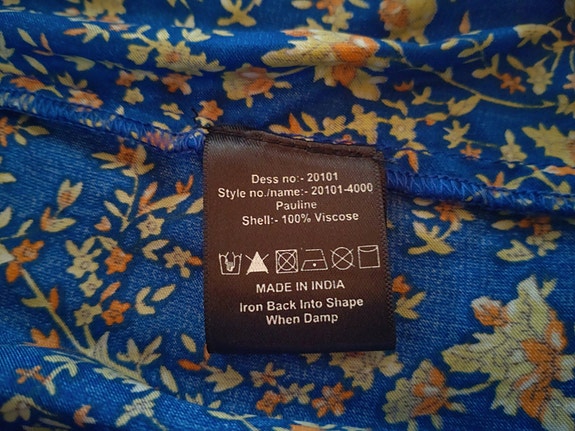 Dess no:- 20101
Style no./name:- 20101-4000
Pauline
Shell:- 100% Viscose
MADE IN INDIA
Iron Back Into Shape
When Damp